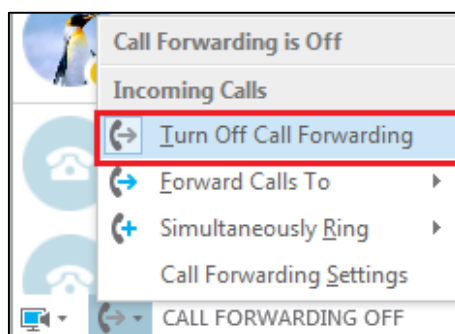 Call Forwarding is Off
Incoming Calls
Turn Off Call Forwarding
Forward Calls To
Simultaneously Ring
Call Forwarding Settings
CALL FORWARDING OFF